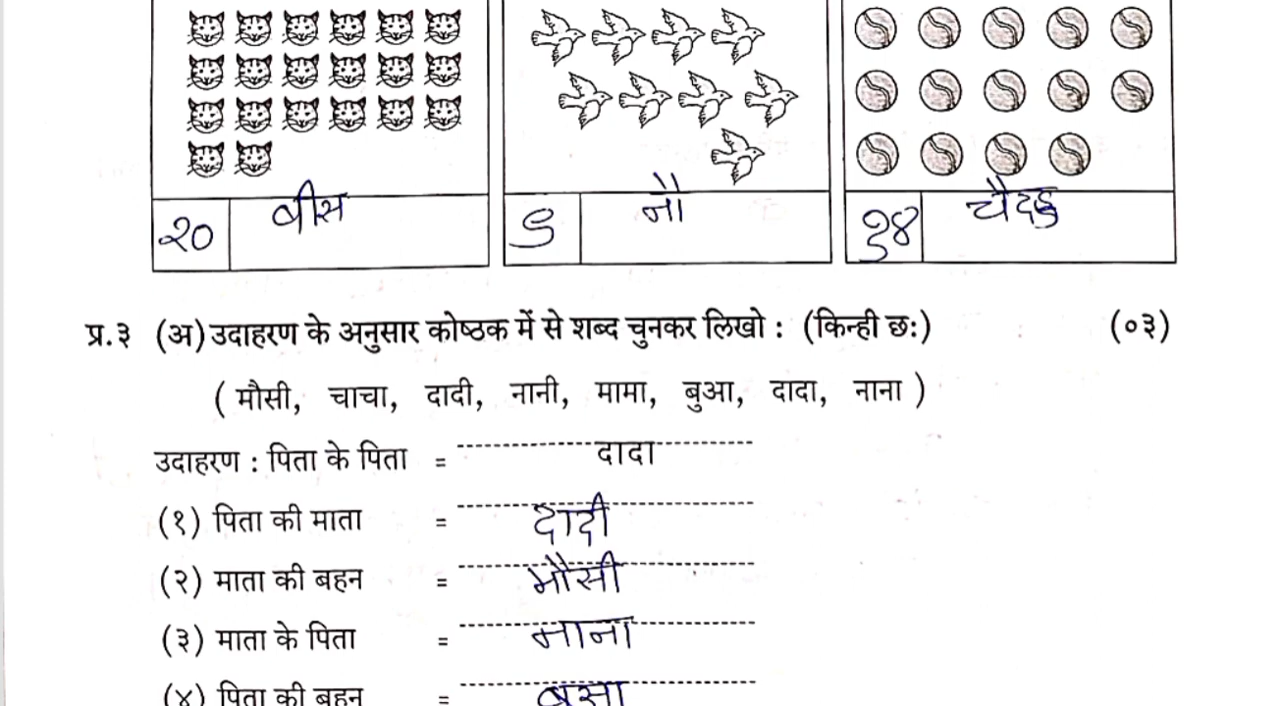 २० बीस ९ नौ १४ चौदह
प्र.३ (अ) उदाहरण के अनुसार कोष्ठक में से शब्द चुनकर लिखो : (किन्ही छः) (०३)
( मौसी, चाचा, दादी, नानी, मामा, बुआ, दादा, नाना )
उदाहरण : पिता के पिता = दादा
(१) पिता की माता = दादी
(२) माता की बहन = मौसी
(३) माता के पिता = नाना
(४) पिता की बहन =